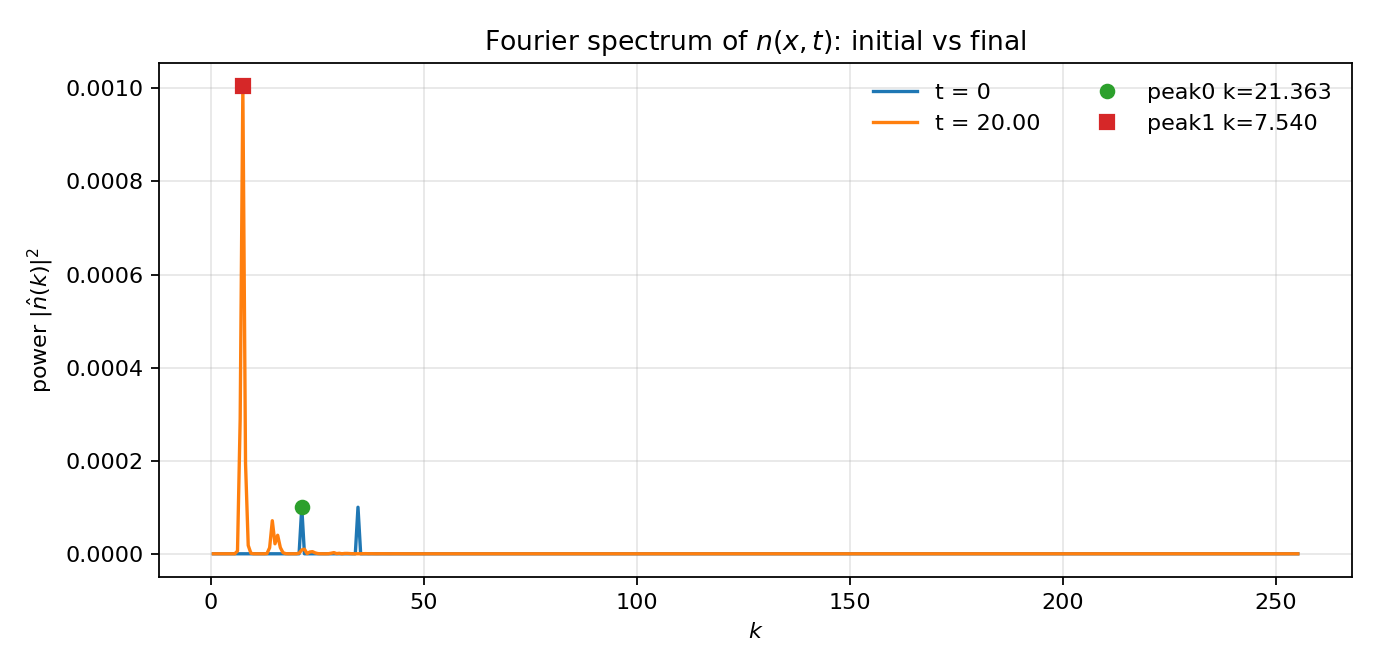 Fourier spectrum of n(x, t): initial vs final
t = 0
t = 20.00
peak0 k=21.363
peak1 k=7.540
power |n̂(k)|²
0.0010
0.0008
0.0006
0.0004
0.0002
0.0000
0 50 100 150 200 250
k